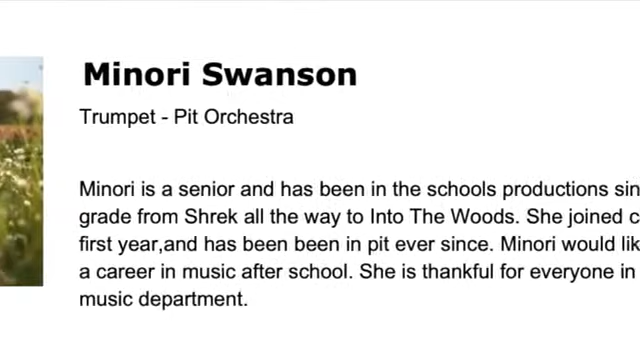 Minori Swanson
Trumpet - Pit Orchestra
Minori is a senior and has been in the schools productions
grade from Shrek all the way to Into The Woods. She joined
first year,and has been been in pit ever since. Minori would
a career in music after school. She is thankful for everyone in
music department.